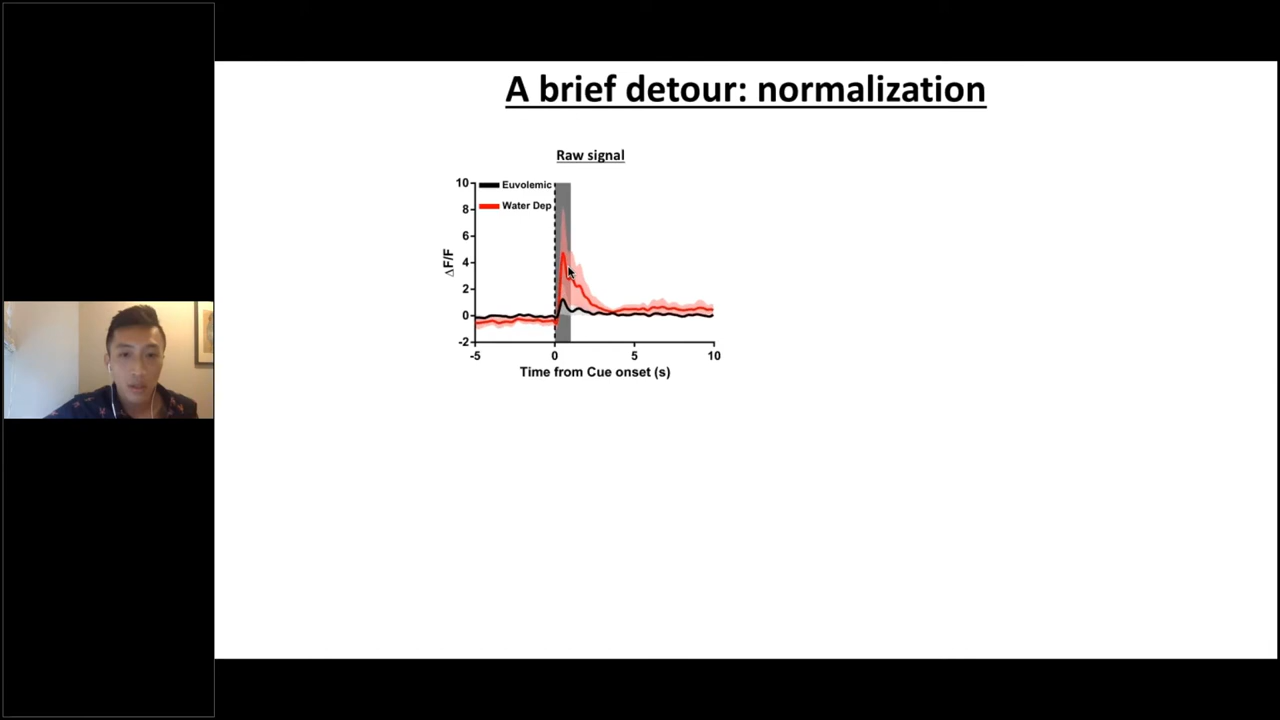 A brief detour: normalization
Raw signal
10
Euvolemic
8
Water Dep
6
4
2
0
-2
ΔF/F
-5
0
5
10
Time from Cue onset (s)